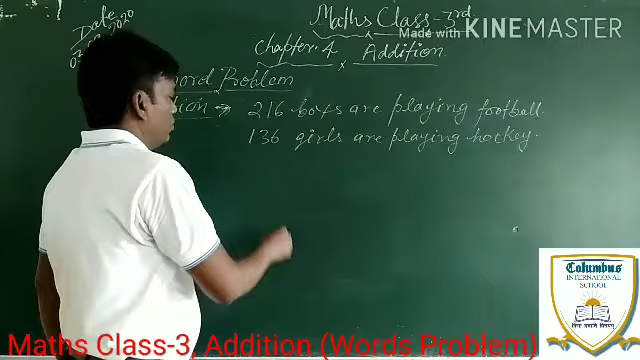 Date
2020
Maths Class-3rd
Made with KINEMASTER
Chapter-4 Addition
word Problem
216 boys are playing football.
136 girls are playing hockey.
Columbus
INTERNATIONAL
SCHOOL
Maths Class-3 Addition (Words Problem)